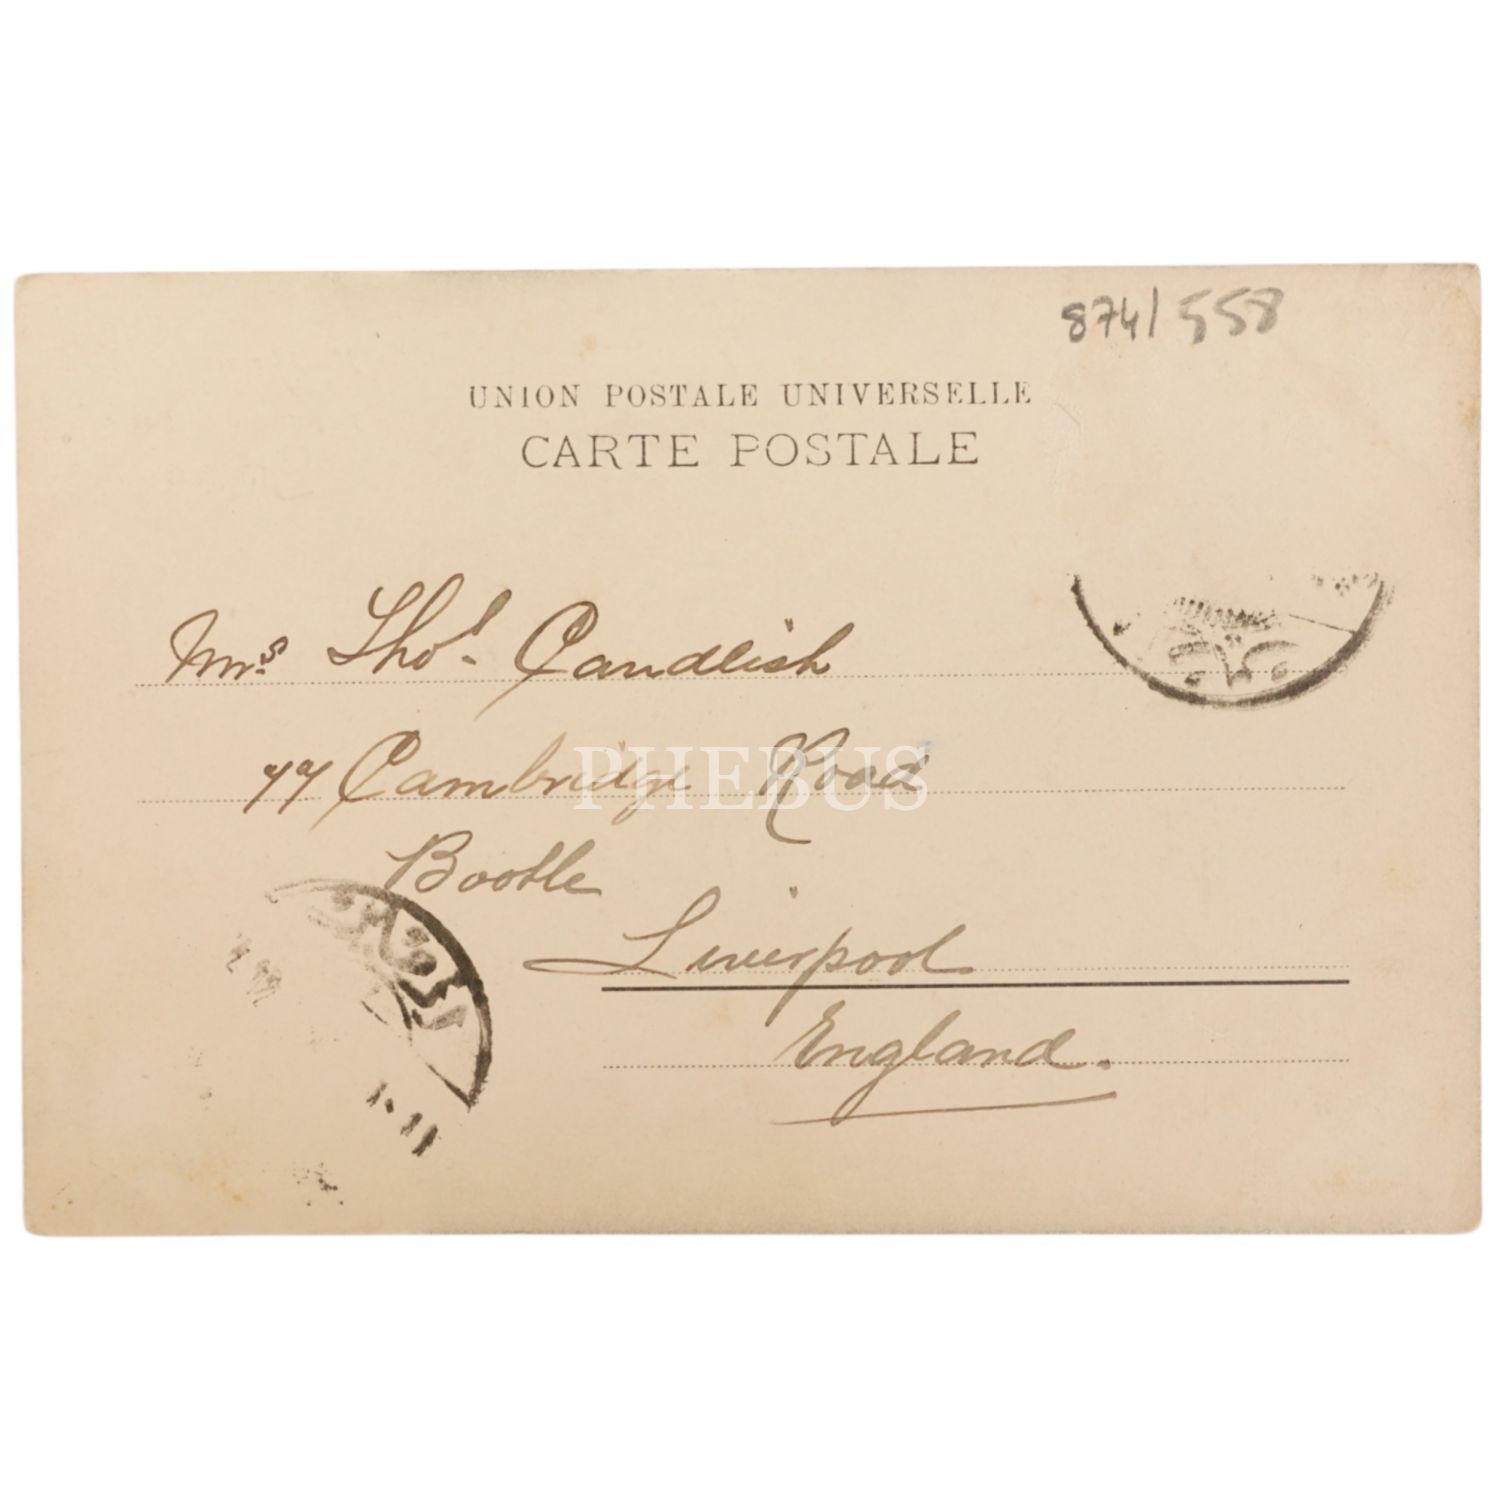 874/558
UNION POSTALE UNIVERSELLE
CARTE POSTALE
Mrs. Thos. Candlish
77 Cambridge Road
PHEBUS
Bootle
Liverpool
England.